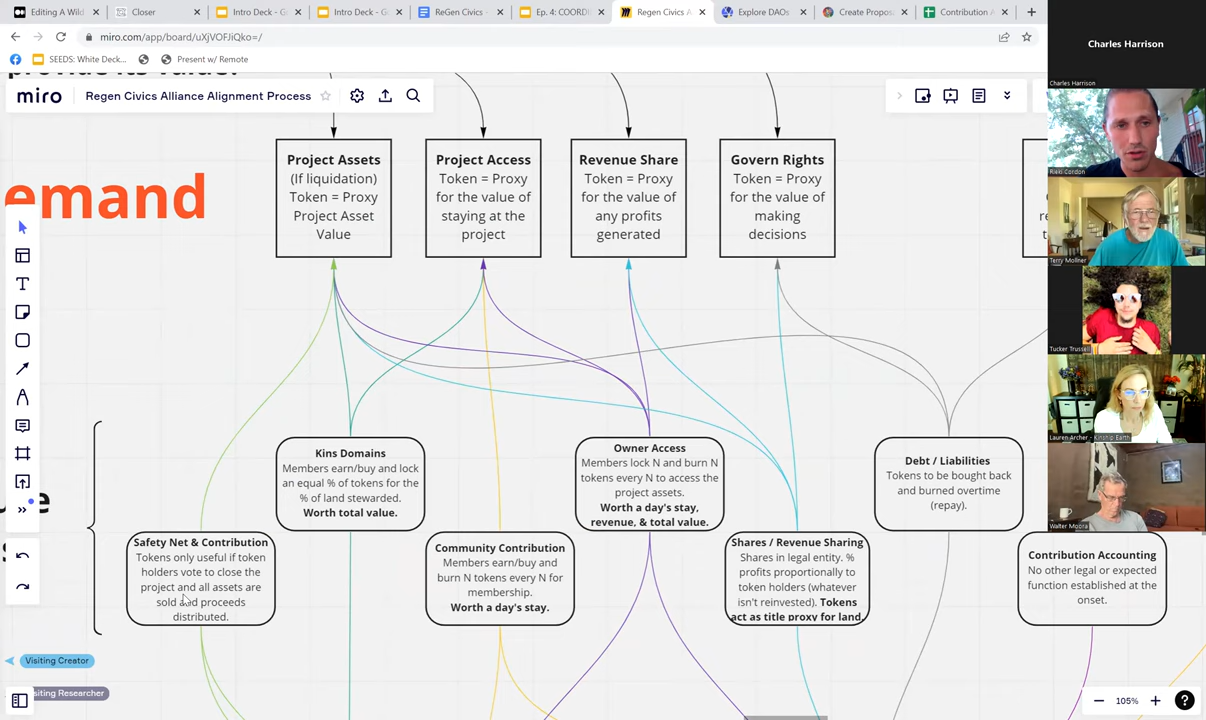 Editing A Wild
Closer
Intro Deck - G
Intro Deck - G
ReGen Civics
Ep. 4: COORDI
Regen Civics A
Explore DAOs
Create Propos
Contribution A
miro.com/app/board/uXjVOFJiQko=/
SEEDS: White Deck...
Present w/ Remote
provide its value.
miro
Regen Civics Alliance Alignment Process
emand
Project Assets
(If liquidation)
Token = Proxy
Project Asset
Value
Project Access
Token = Proxy
for the value of
staying at the
project
Revenue Share
Token = Proxy
for the value of
any profits
generated
Govern Rights
Token = Proxy
for the value of
making
decisions
Kins Domains
Members earn/buy and lock
an equal % of tokens for the
% of land stewarded.
Worth total value.
Owner Access
Members lock N and burn N
tokens every N to access the
project assets.
Worth a day's stay,
revenue, & total value.
Debt / Liabilities
Tokens to be bought back
and burned overtime
(repay).
Safety Net & Contribution
Tokens only useful if token
holders vote to close the
project and all assets are
sold and proceeds
distributed.
Community Contribution
Members earn/buy and
burn N tokens every N for
membership.
Worth a day's stay.
Shares / Revenue Sharing
Shares in legal entity. %
profits proportionally to
token holders (whatever
isn't reinvested). Tokens
act as title proxy for land.
Contribution Accounting
No other legal or expected
function established at the
onset.
Visiting Creator
isiting Researcher
105%
Charles Harrison
Charles Harrison
Rieki Cordon
Terry Mollner
Tucker Trussell
Lauren Archer - Kinship Earth
Walter Moora